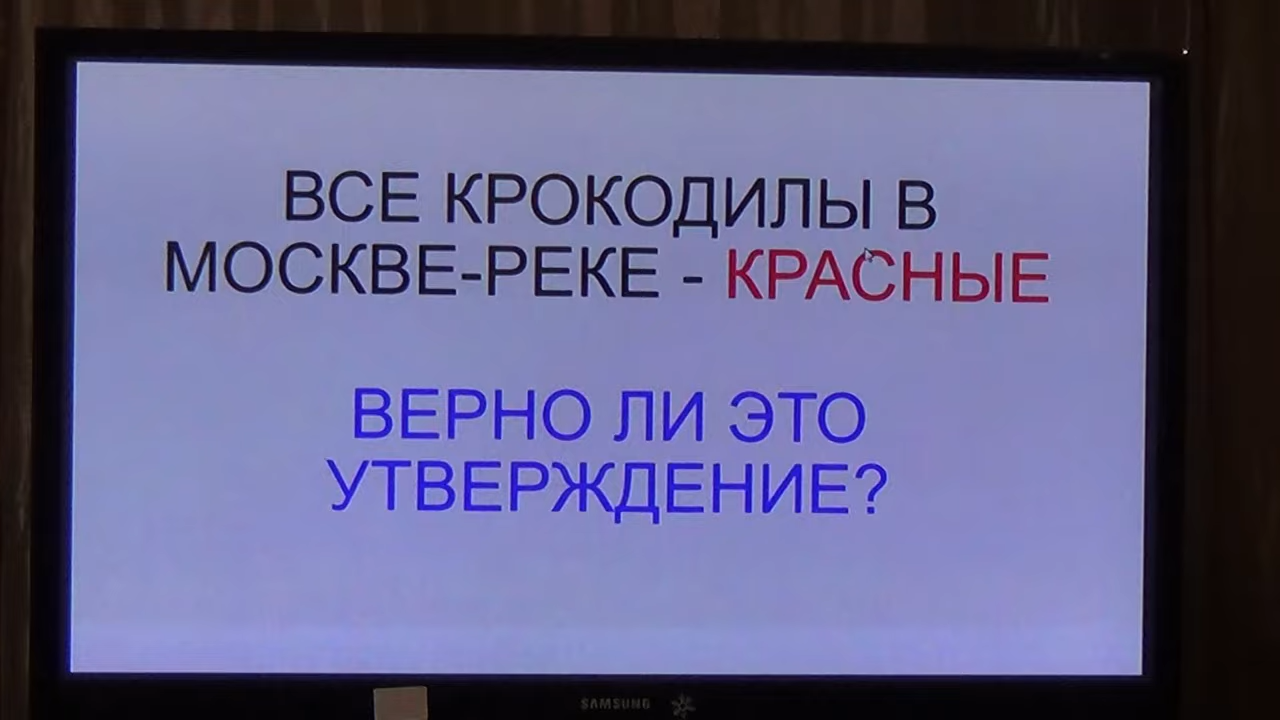 ВСЕ КРОКОДИЛЫ В
МОСКВЕ-РЕКЕ - КРАСНЫЕ
ВЕРНО ЛИ ЭТО
УТВЕРЖДЕНИЕ?
SAMSUNG